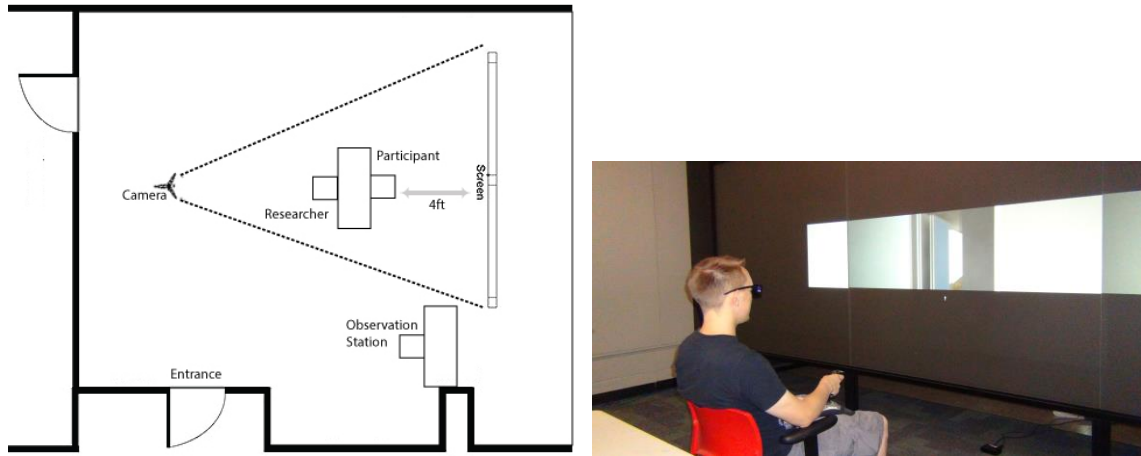 Participant
Camera
Researcher
4ft
Screen
Observation
Station
Entrance